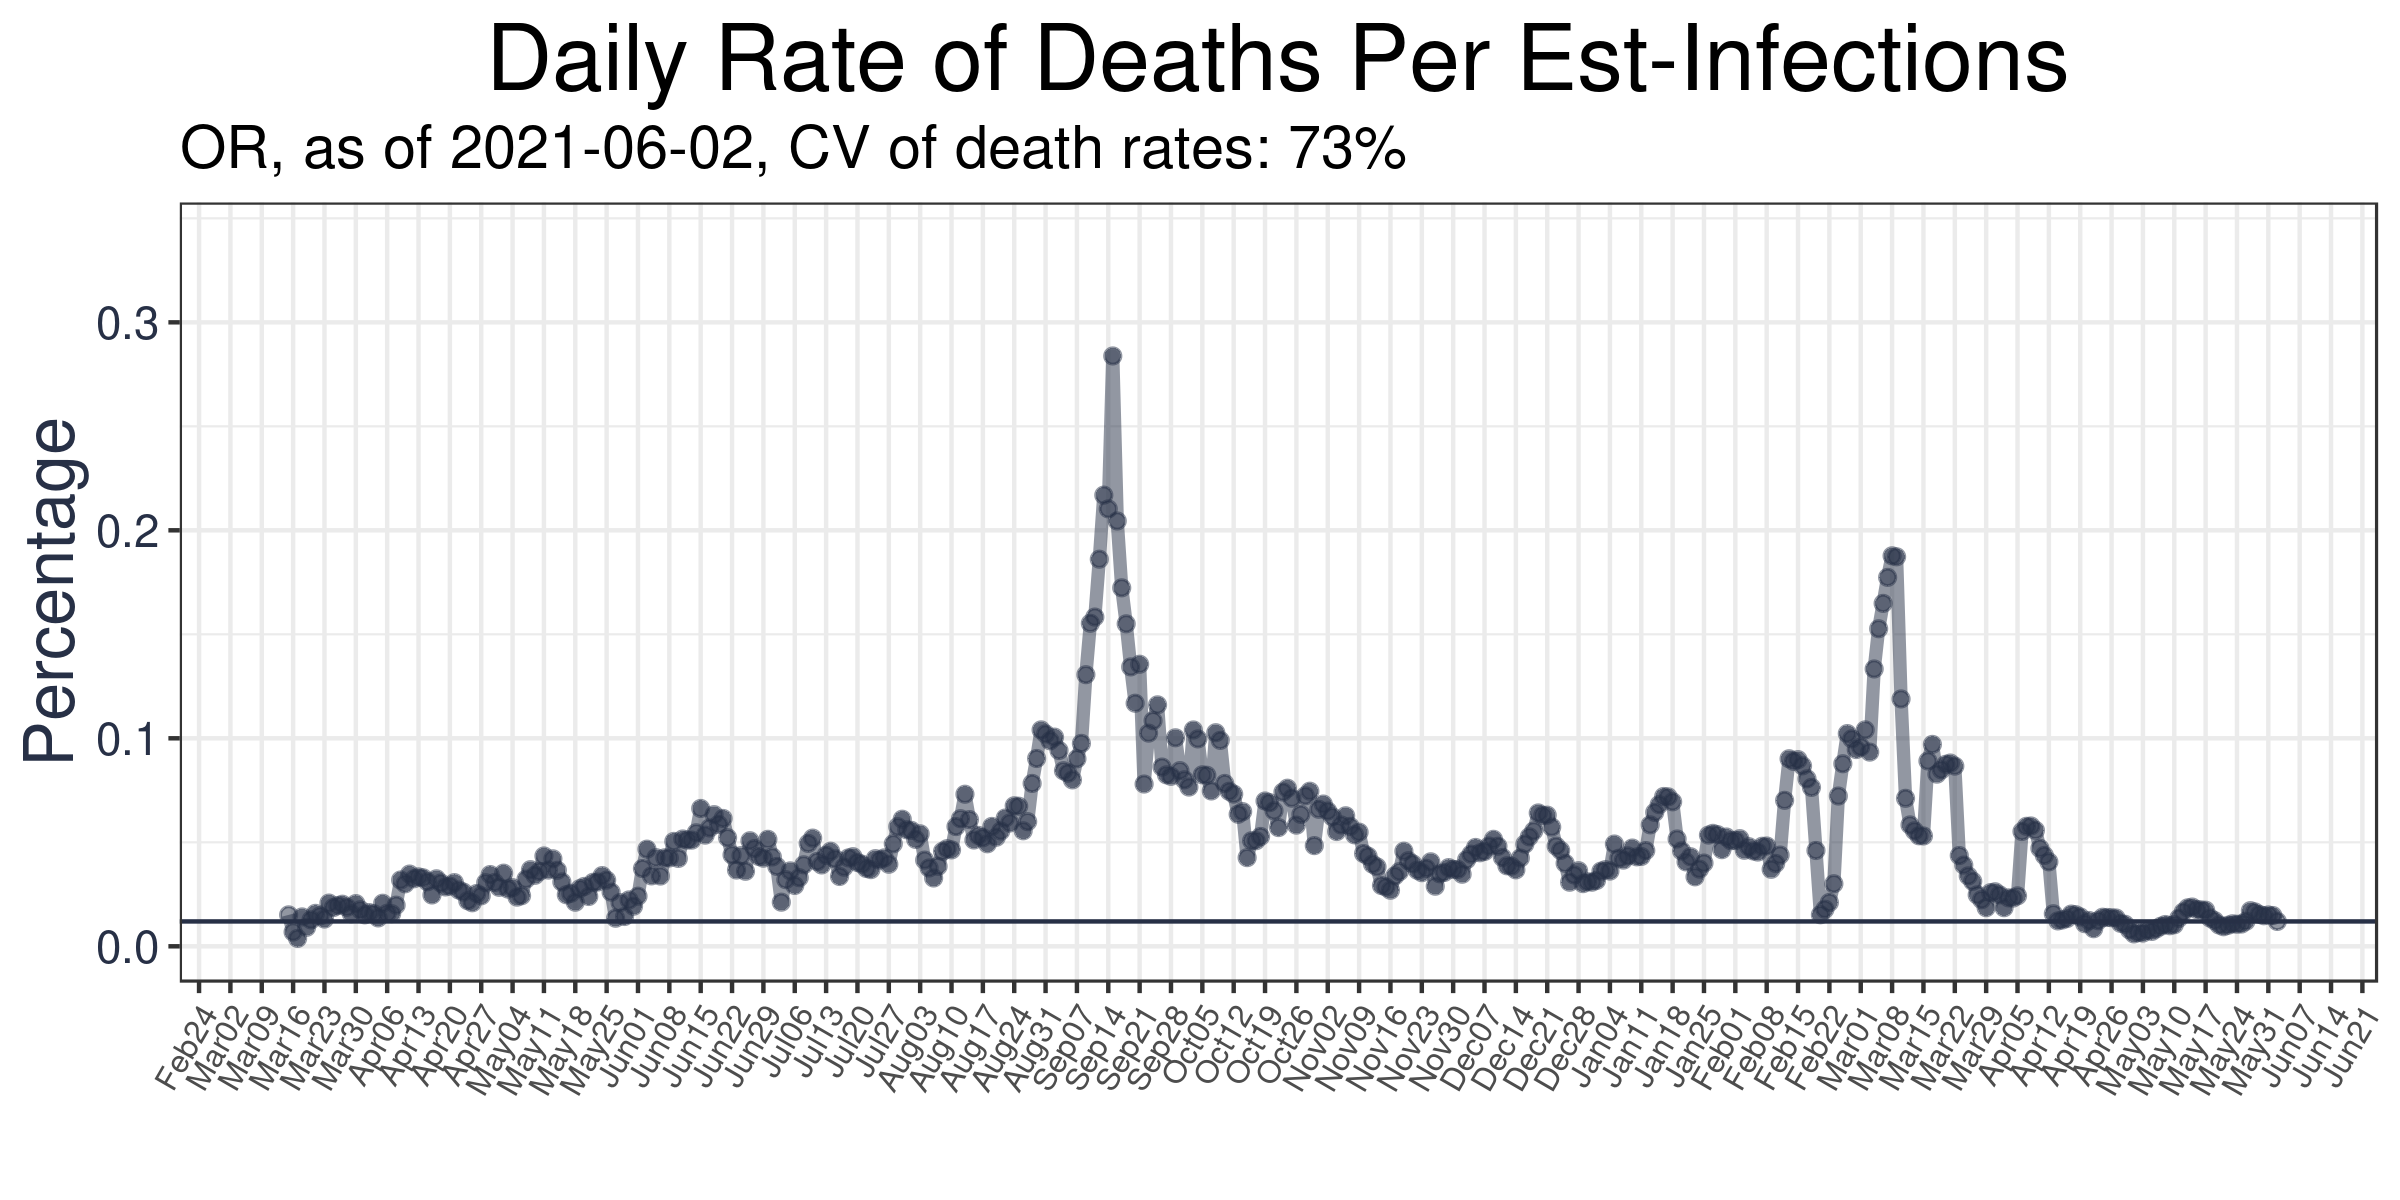 Daily Rate of Deaths Per Est-Infections
OR, as of 2021-06-02, CV of death rates: 73%
Percentage
0.3
0.2
0.1
0.0
Feb24
Mar02
Mar09
Mar16
Mar23
Mar30
Apr06
Apr13
Apr20
Apr27
May04
May11
May18
May25
Jun01
Jun08
Jun15
Jun22
Jun29
Jul06
Jul13
Jul20
Jul27
Aug03
Aug10
Aug17
Aug24
Aug31
Sep07
Sep14
Sep21
Sep28
Oct05
Oct12
Oct19
Oct26
Nov02
Nov09
Nov16
Nov23
Nov30
Dec07
Dec14
Dec21
Dec28
Jan04
Jan11
Jan18
Jan25
Feb01
Feb08
Feb15
Feb22
Mar01
Mar08
Mar15
Mar22
Mar29
Apr05
Apr12
Apr19
Apr26
May03
May10
May17
May24
May31
Jun07
Jun14
Jun21